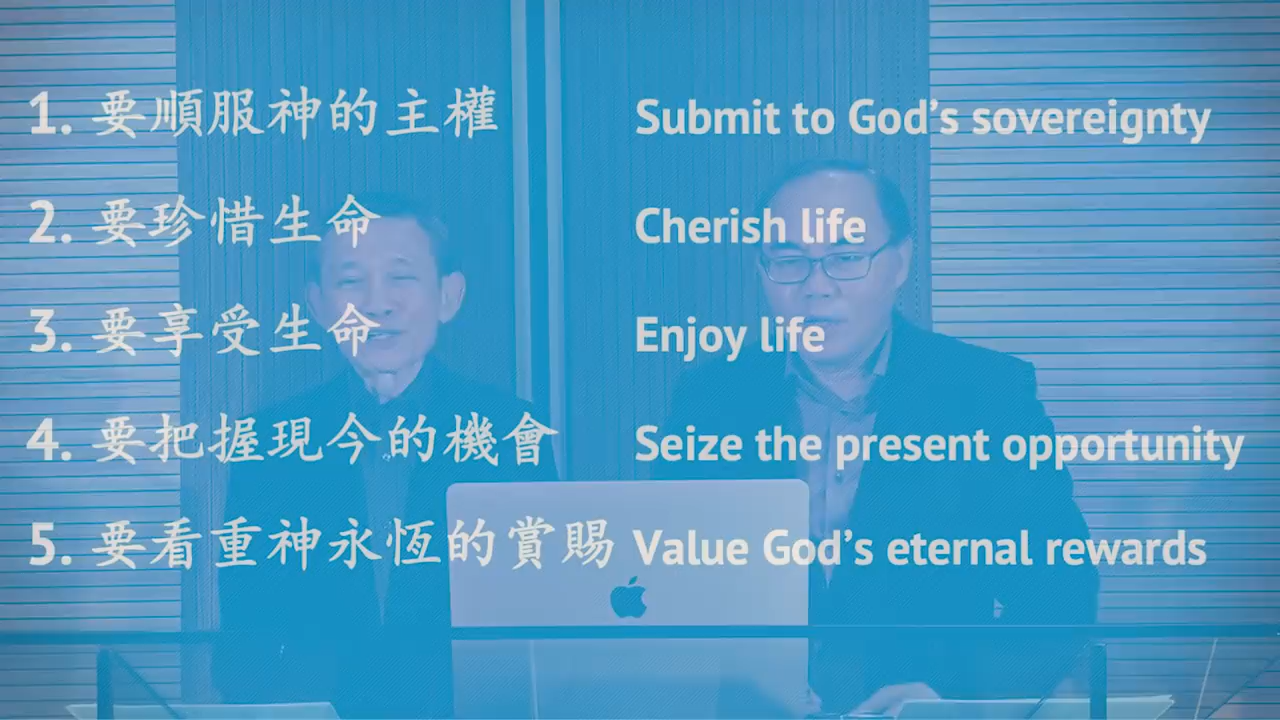 1. 要順服神的主權 Submit to God’s sovereignty
2. 要珍惜生命 Cherish life
3. 要享受生命 Enjoy life
4. 要把握現今的機會 Seize the present opportunity
5. 要看重神永恆的賞賜 Value God’s eternal rewards